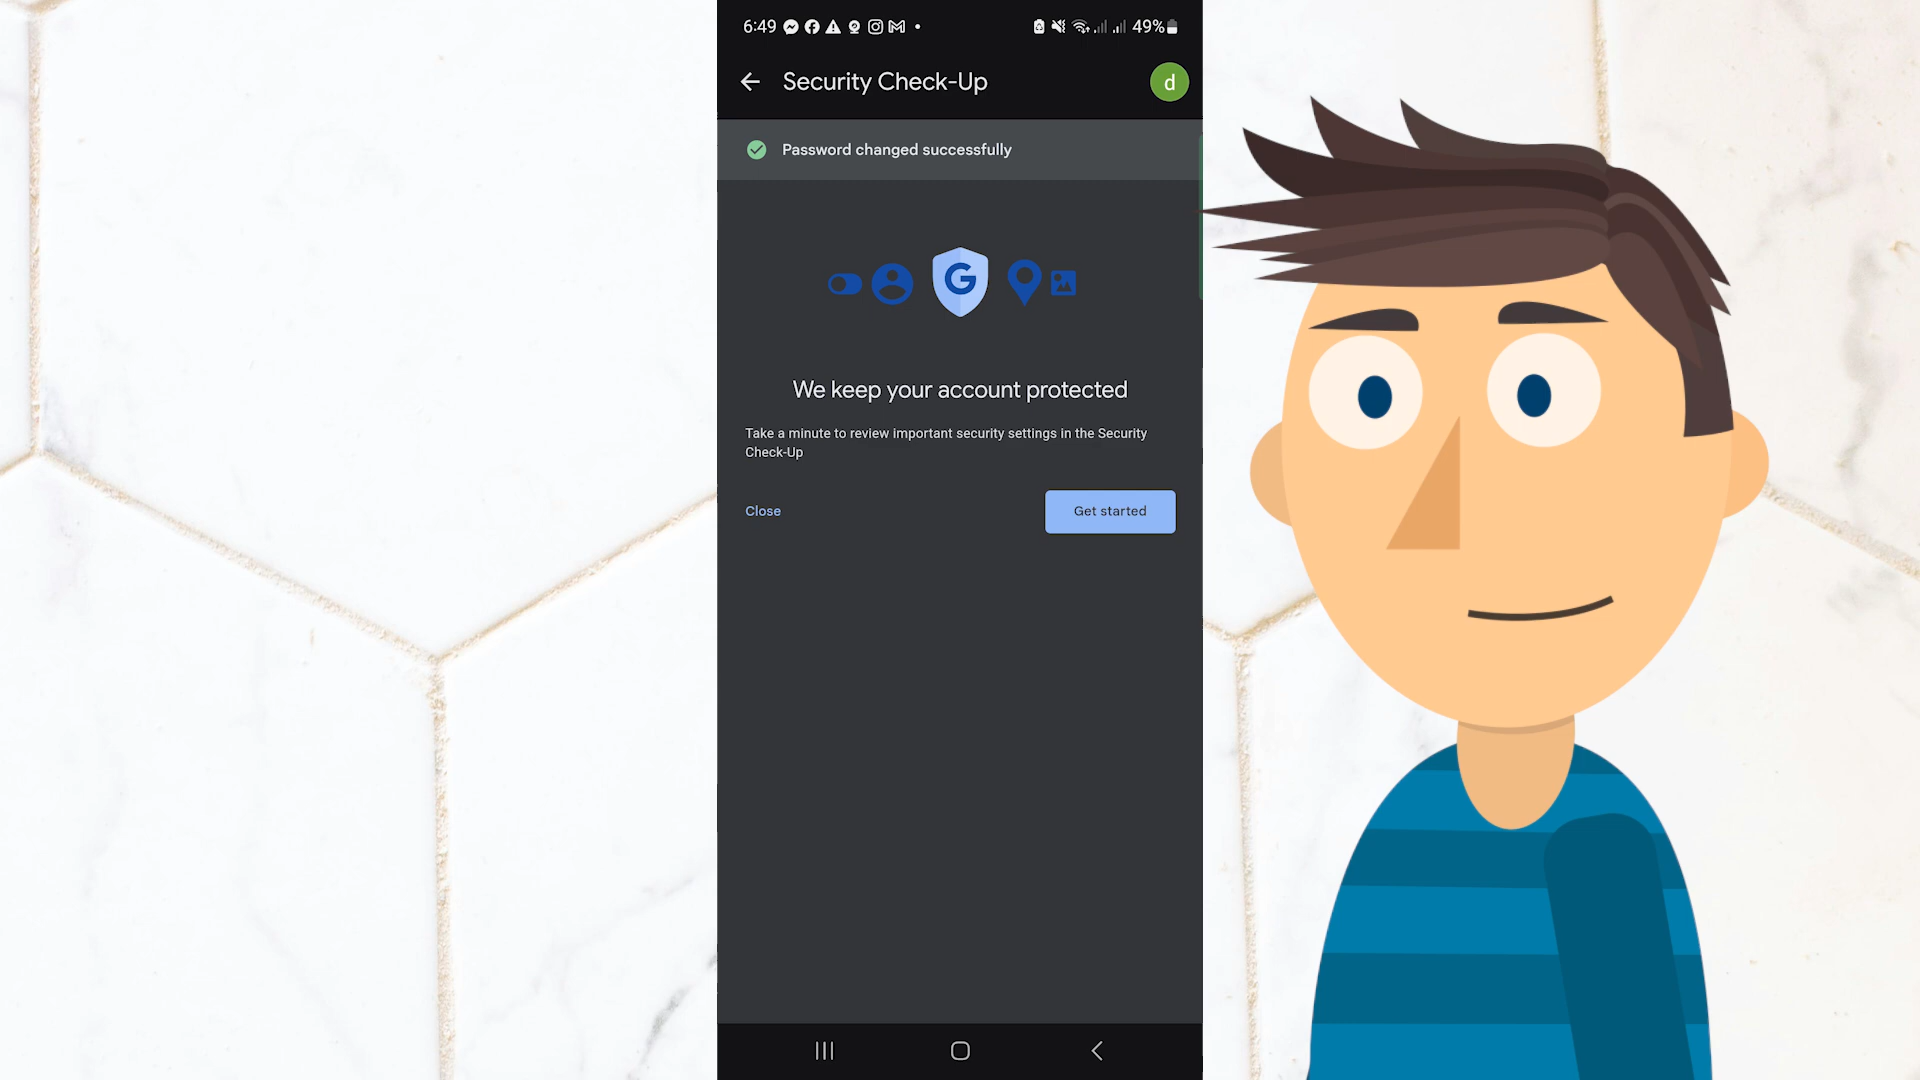 6:49
49%
Security Check-Up
d
Password changed successfully
G
We keep your account protected
Take a minute to review important security settings in the Security
Check-Up
Close
Get started